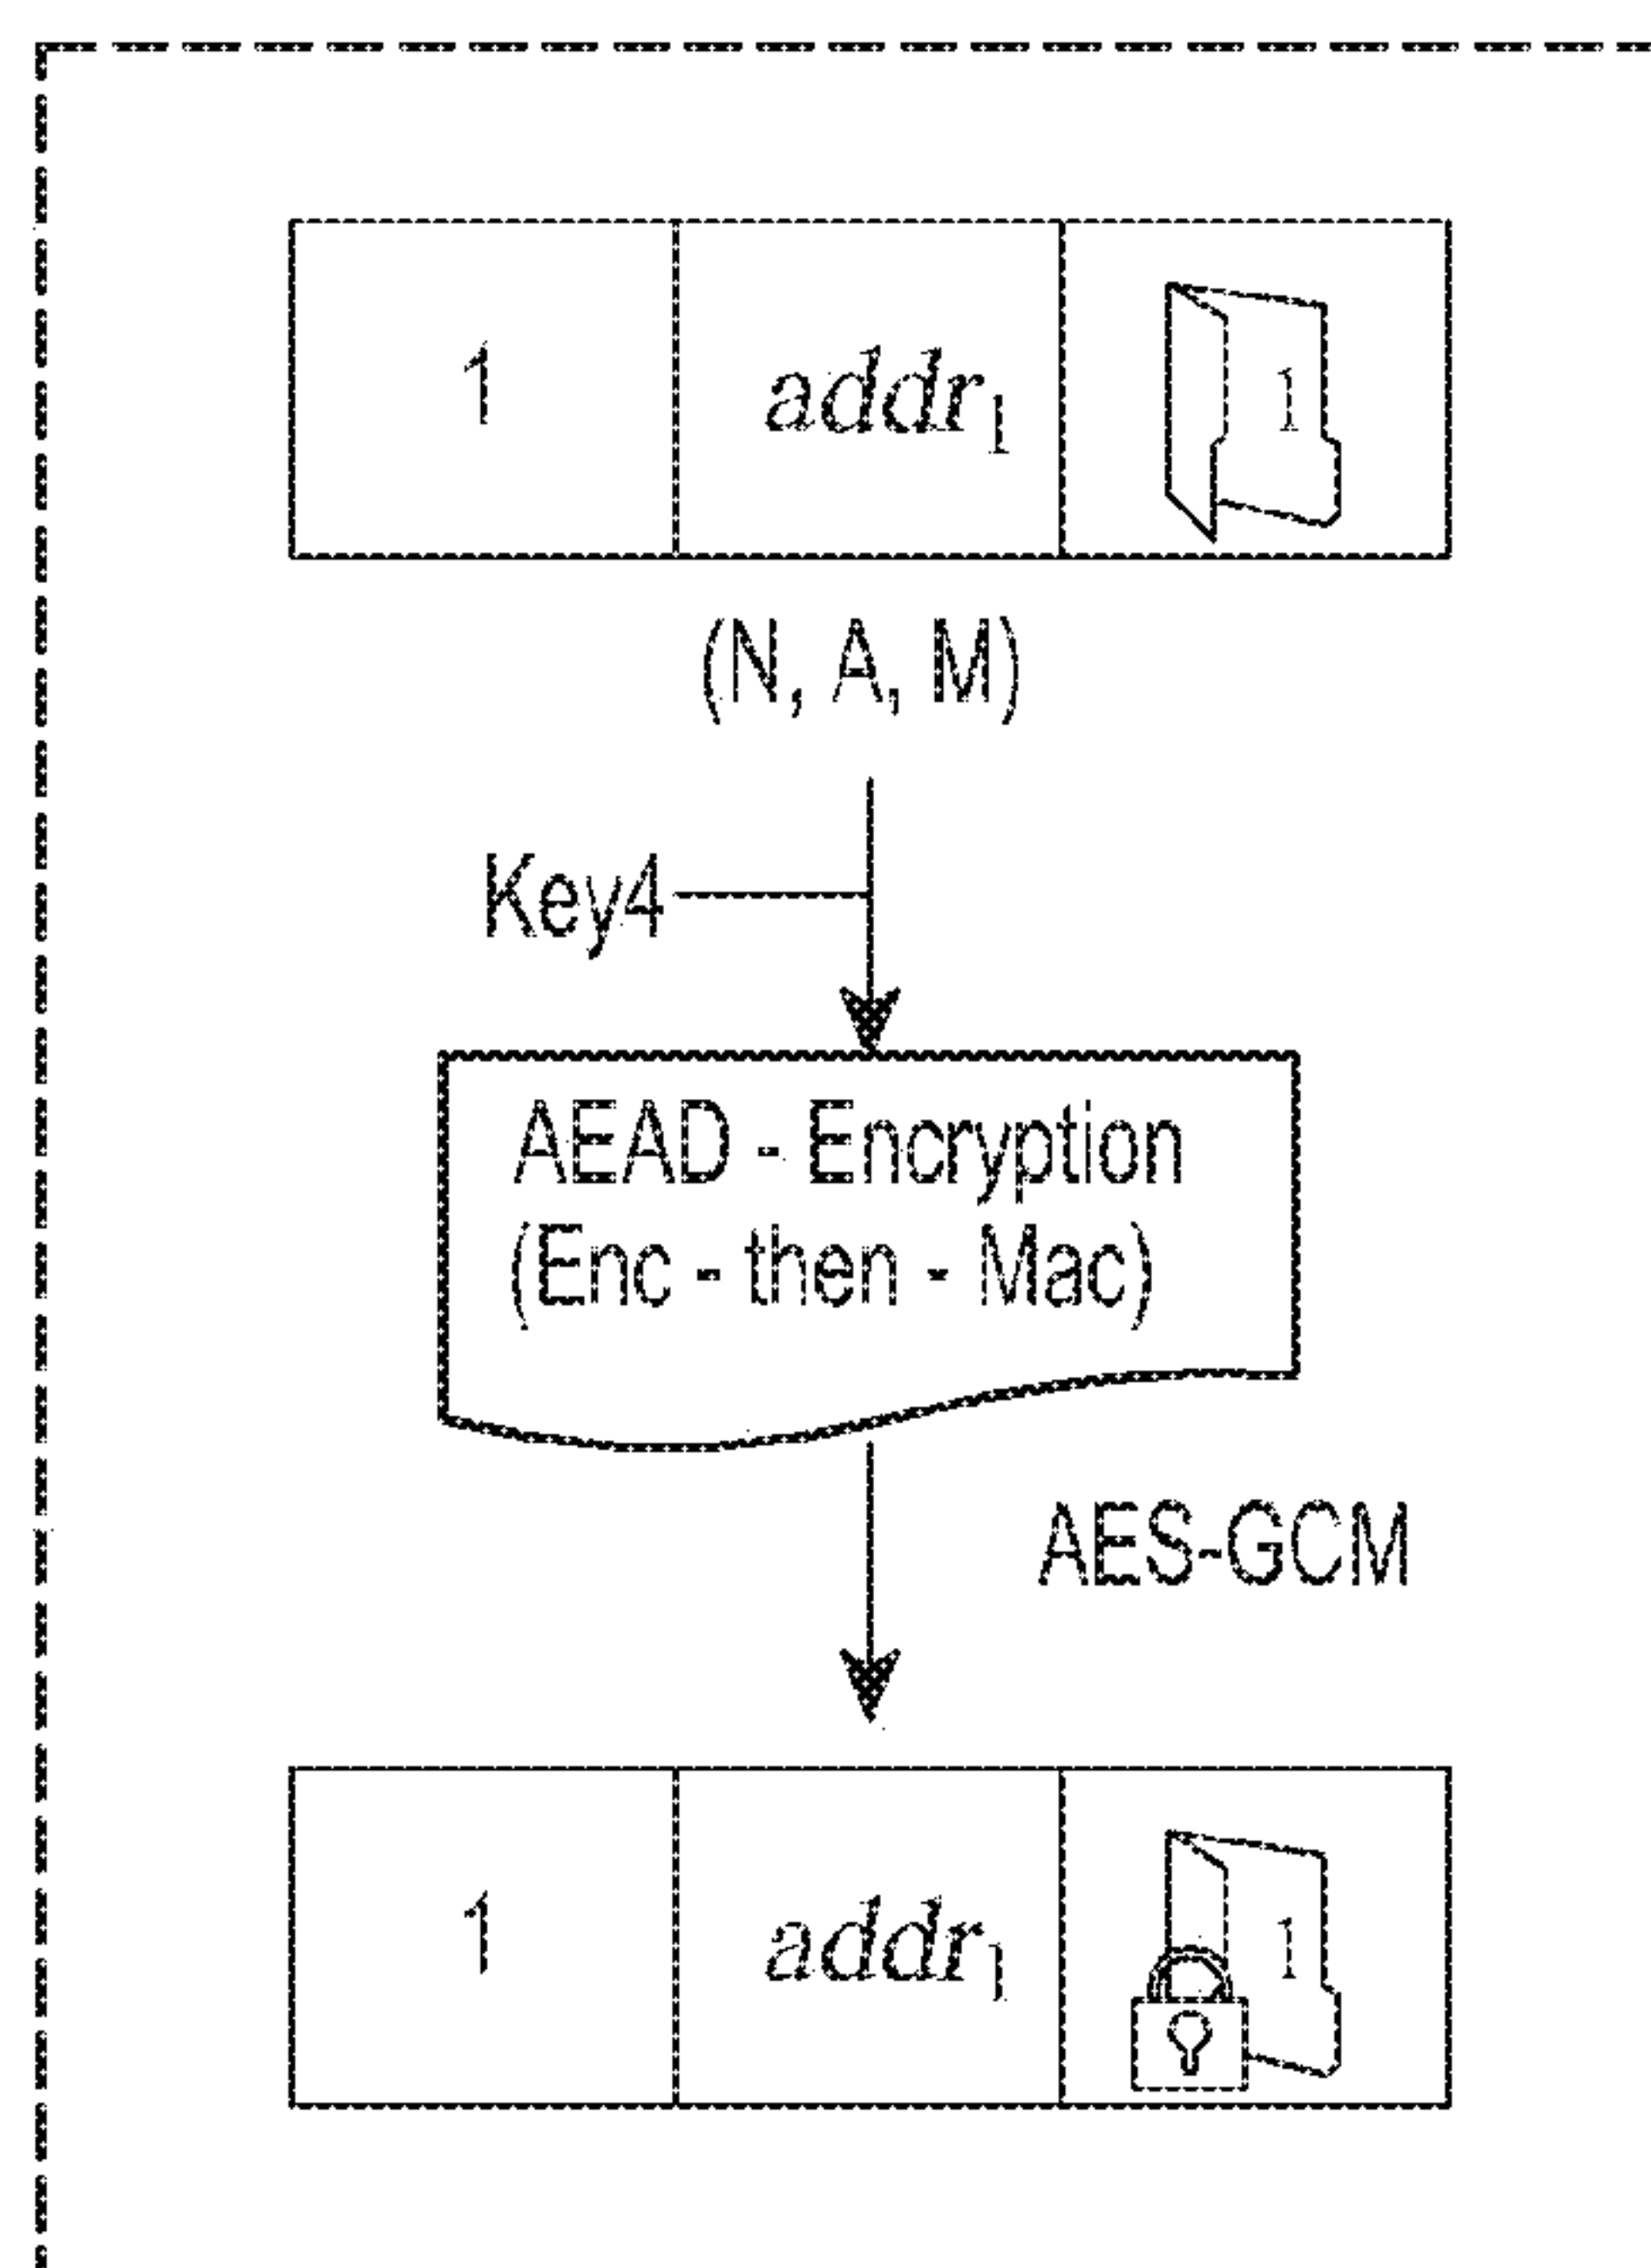 1 addr₁ 1
(N, A, M)
Key4
AEAD - Encryption
(Enc - then - Mac)
AES-GCM
1 addr₁ 1